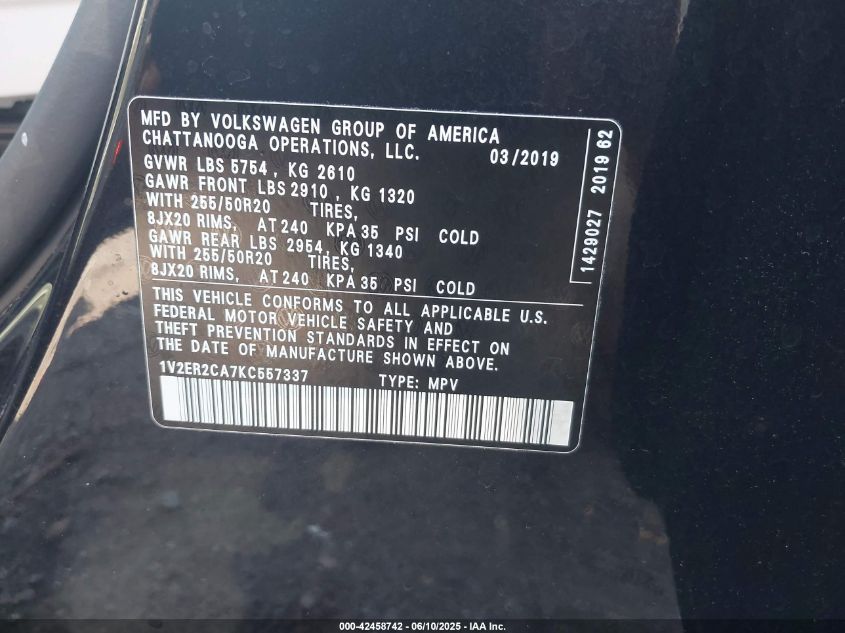 MFD BY VOLKSWAGEN GROUP OF AMERICA
CHATTANOOGA OPERATIONS, LLC. 03/2019
GVWR LBS 5754 , KG 2610
GAWR FRONT LBS 2910 , KG 1320
WITH 255/50R20 TIRES,
8JX20 RIMS, AT 240 KPA 35 PSI COLD
GAWR REAR LBS 2954, KG 1340
WITH 255/50R20 TIRES,
8JX20 RIMS, AT 240 KPA 35 PSI COLD
THIS VEHICLE CONFORMS TO ALL APPLICABLE U.S.
FEDERAL MOTOR VEHICLE SAFETY AND
THEFT PREVENTION STANDARDS IN EFFECT ON
THE DATE OF MANUFACTURE SHOWN ABOVE.
1V2ER2CA7KC557337 TYPE: MPV
1429027 2019 62
000-42458742 - 06/10/2025 - IAA Inc.